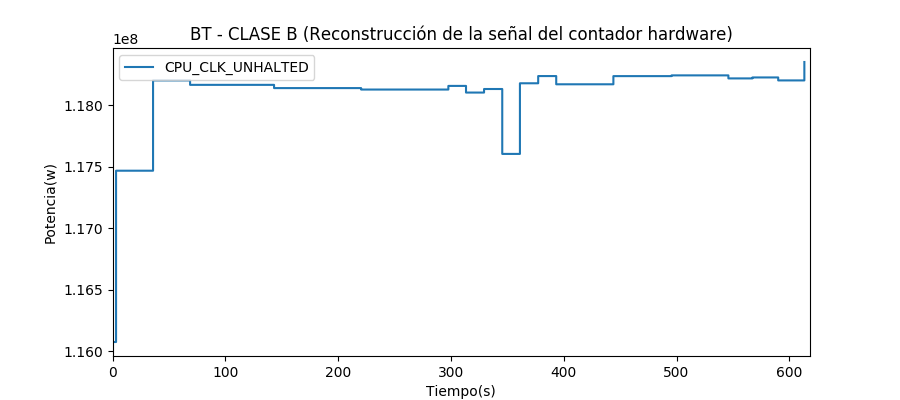 BT - CLASE B (Reconstrucción de la señal del contador hardware)
1e8
CPU_CLK_UNHALTED
1.180
1.175
1.170
1.165
1.160
Potencia(w)
0 100 200 300 400 500 600
Tiempo(s)